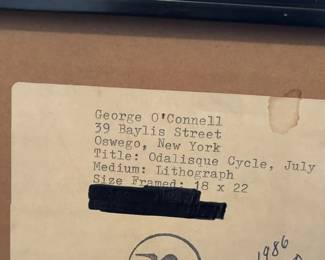 George O'Connell
39 Baylis Street
Oswego, New York
Title: Odalisque Cycle, July
Medium: Lithograph
Size Framed: 18 x 22
1986